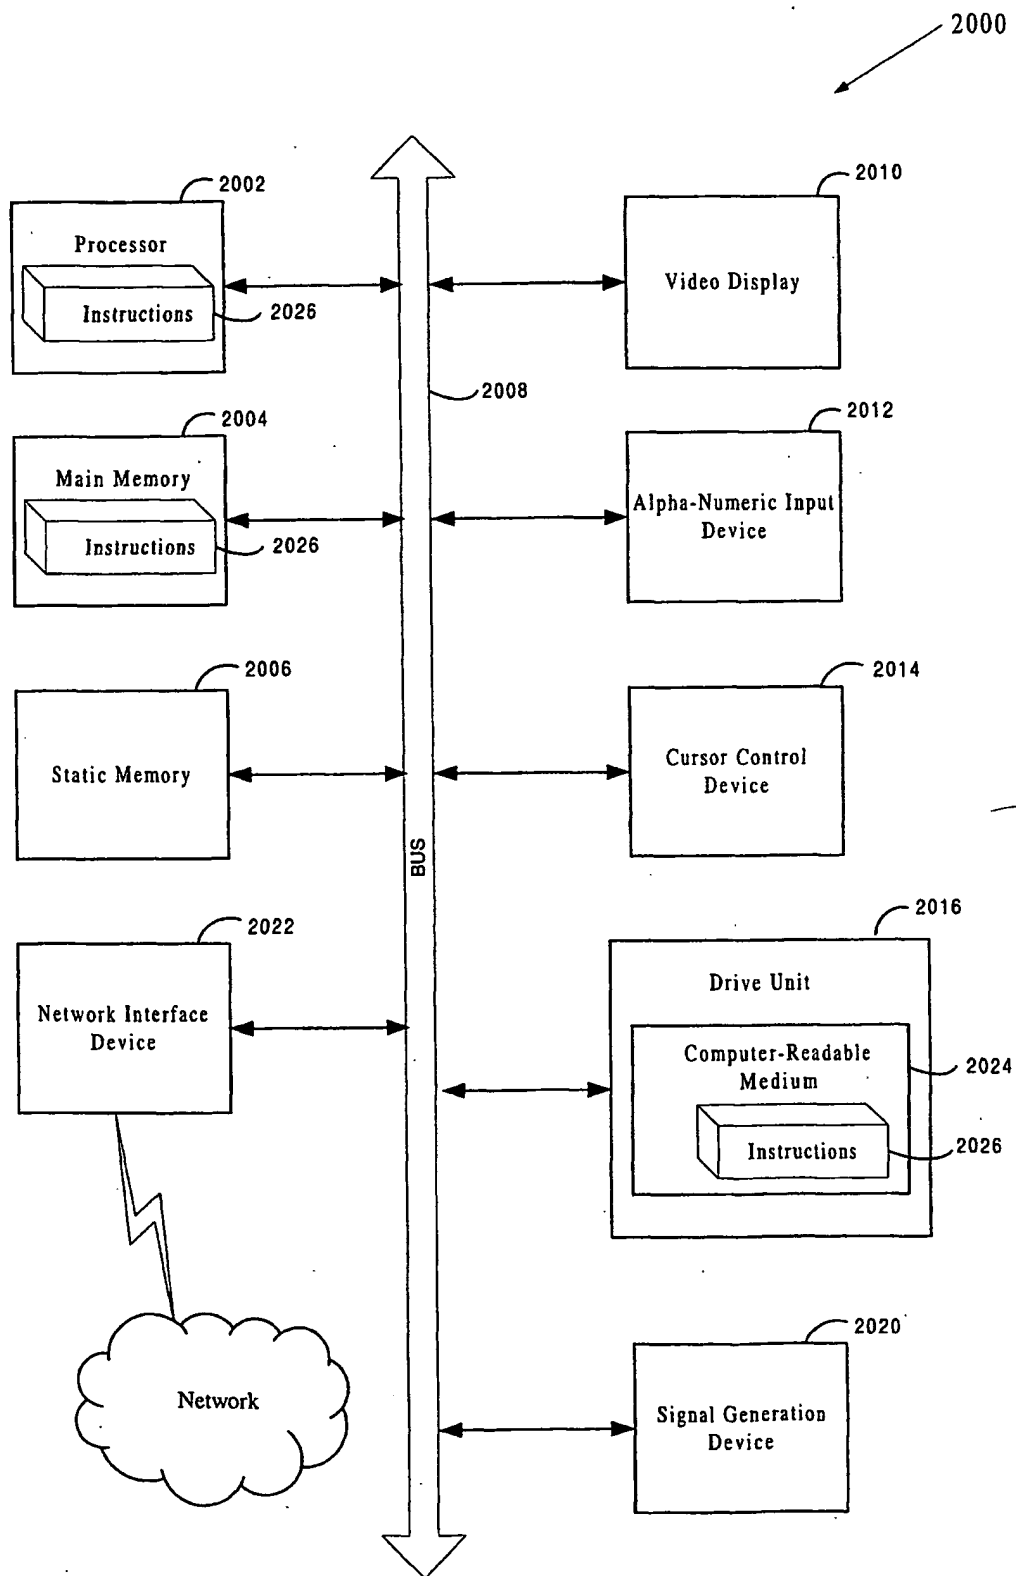 2000
2002
Processor
Instructions
2026
2010
Video Display
2008
2004
Main Memory
Instructions
2026
2012
Alpha-Numeric Input
Device
2006
Static Memory
2014
Cursor Control
Device
BUS
2022
Network Interface
Device
2016
Drive Unit
Computer-Readable
Medium
2024
Instructions
2026
Network
2020
Signal Generation
Device